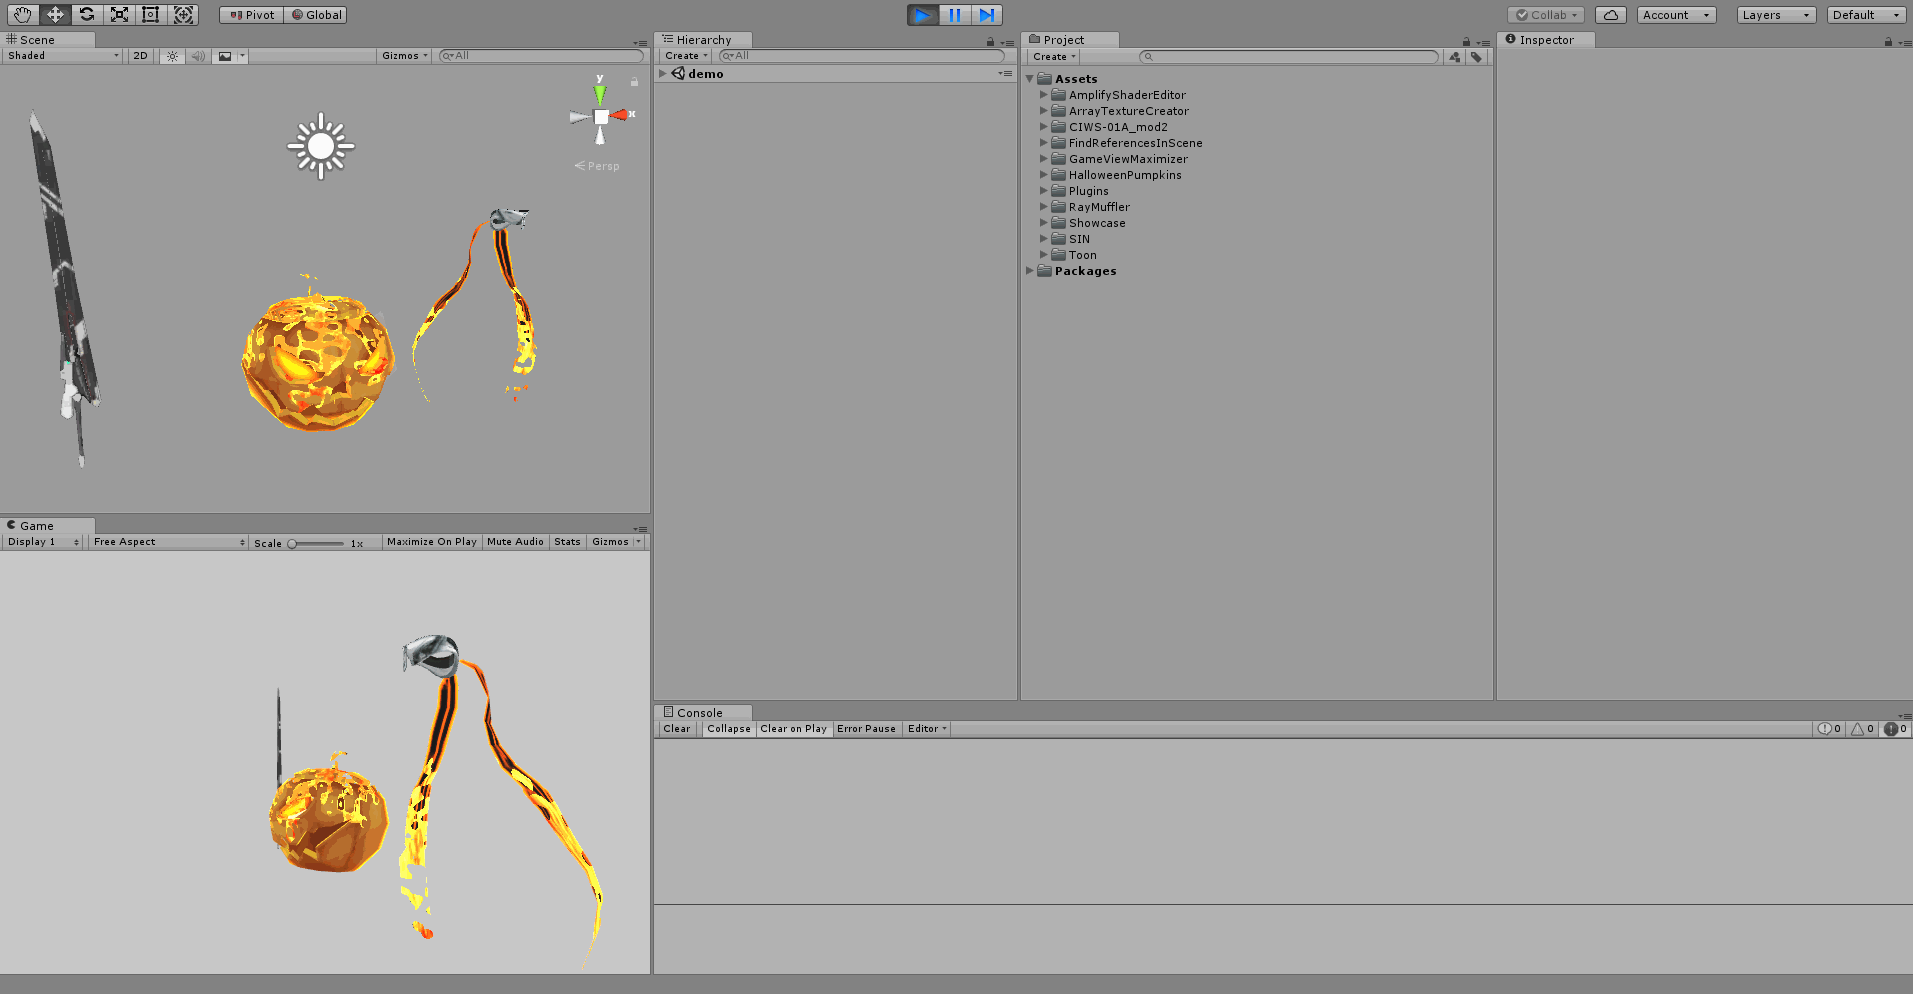 Pivot Global Collab Account Layers Default
Scene
Shaded 2D Gizmos All
y
x
Persp
Hierarchy
Create All
demo
Project
Create
Assets
AmplifyShaderEditor
ArrayTextureCreator
CIWS-01A_mod2
FindReferencesInScene
GameViewMaximizer
HalloweenPumpkins
Plugins
RayMuffler
Showcase
SIN
Toon
Packages
Inspector
Game
Display 1 Free Aspect Scale 1x Maximize On Play Mute Audio Stats Gizmos
Console
Clear Collapse Clear on Play Error Pause Editor 0 0 0